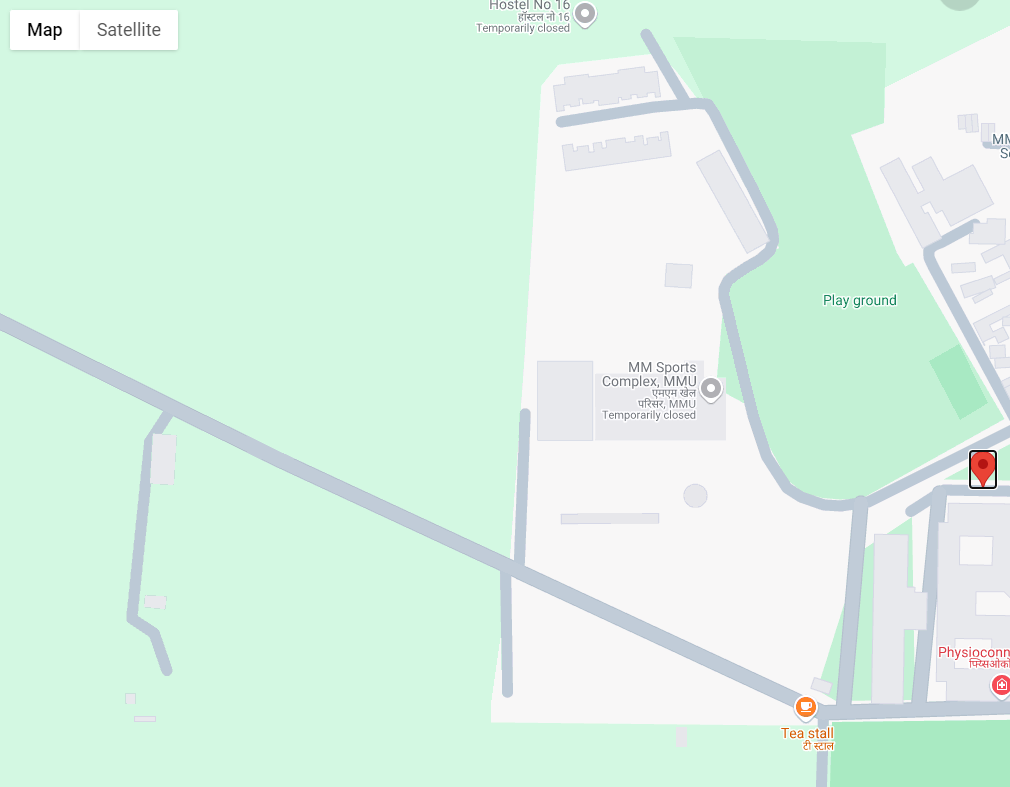 Map
Satellite
Hostel No 16
हॉस्टल नो 16
Temporarily closed
Play ground
MM Sports
Complex, MMU
एमएम खेल
परिसर, MMU
Temporarily closed
Tea stall
टी स्टाल